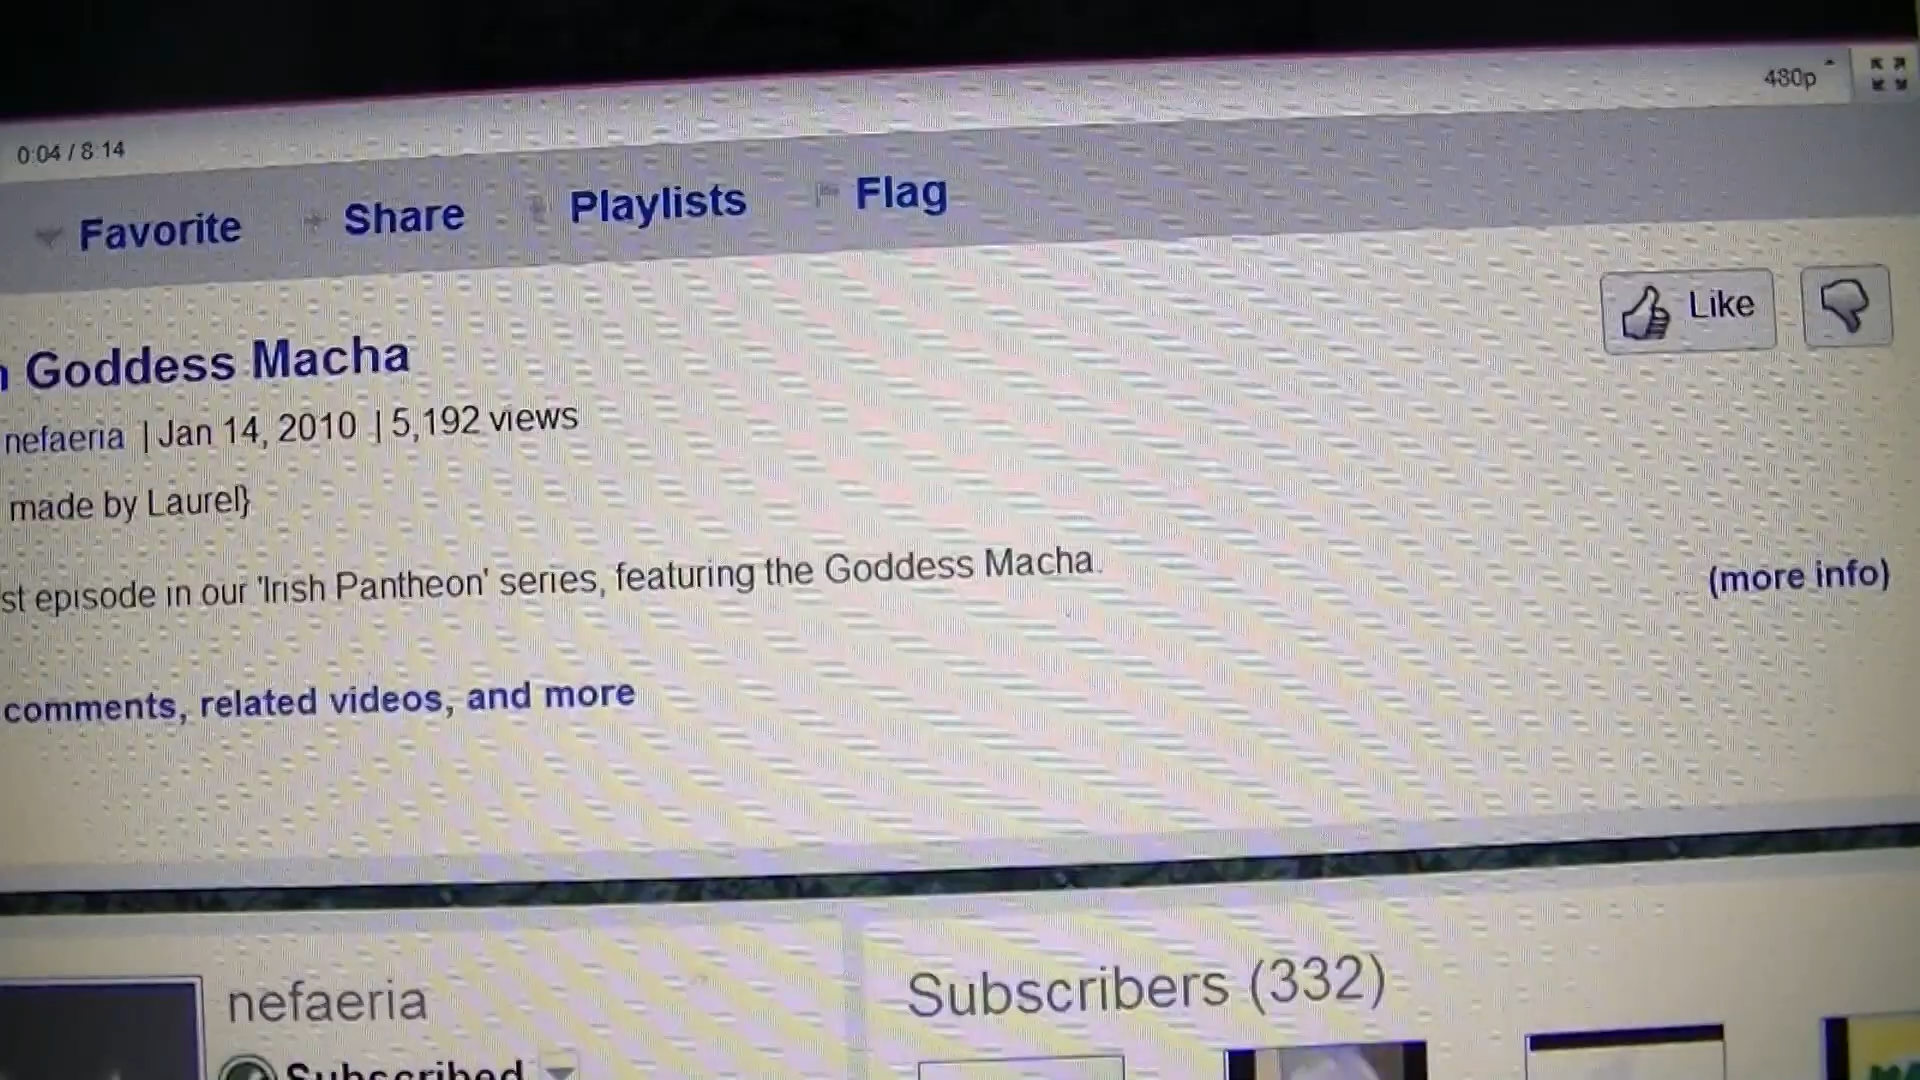 480p
0:04 / 8:14
Favorite Share Playlists Flag
Like
Goddess Macha
nefaeria | Jan 14, 2010 | 5,192 views
made by Laurel}
st episode in our 'Irish Pantheon' series, featuring the Goddess Macha.
(more info)
comments, related videos, and more
nefaeria
Subscribers (332)
Subscribed